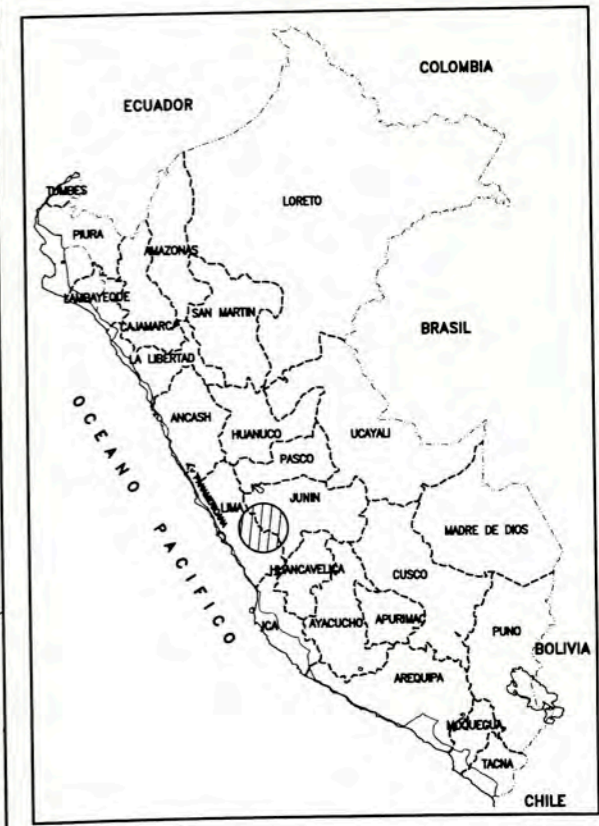 COLOMBIA
ECUADOR
TUMBES
LORETO
PIURA
AMAZONAS
LAMBAYEQUE
SAN MARTIN
CAJAMARCA
BRASIL
LA LIBERTAD
ANCASH
UCAYALI
HUANUCO
PASCO
OCEANO PACIFICO
LIMA
JUNIN
MADRE DE DIOS
HUANCAVELICA
CUSCO
AYACUCHO
APURIMAC
ICA
PUNO
BOLIVIA
AREQUIPA
MOQUEGUA
TACNA
CHILE